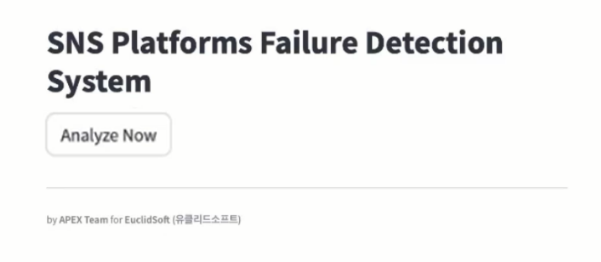 SNS Platforms Failure Detection
System
Analyze Now
by APEX Team for EuclidSoft (유클리드소프트)